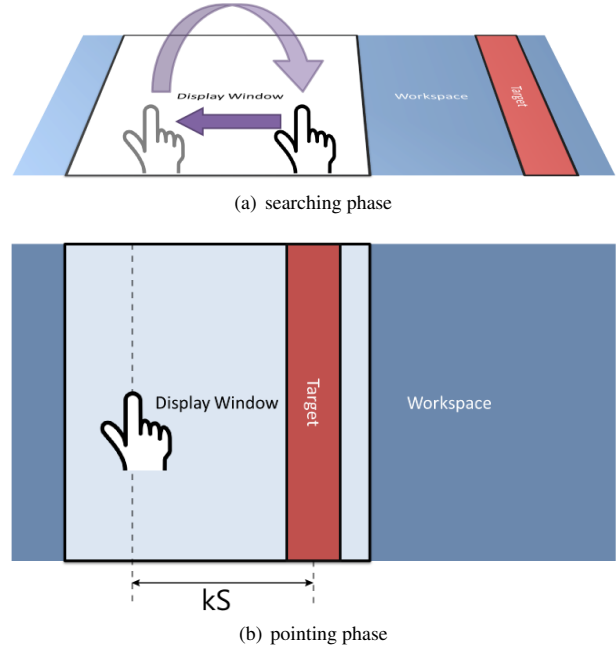 Display Window
Workspace
Target
(a) searching phase
Display Window
Target
Workspace
kS
(b) pointing phase